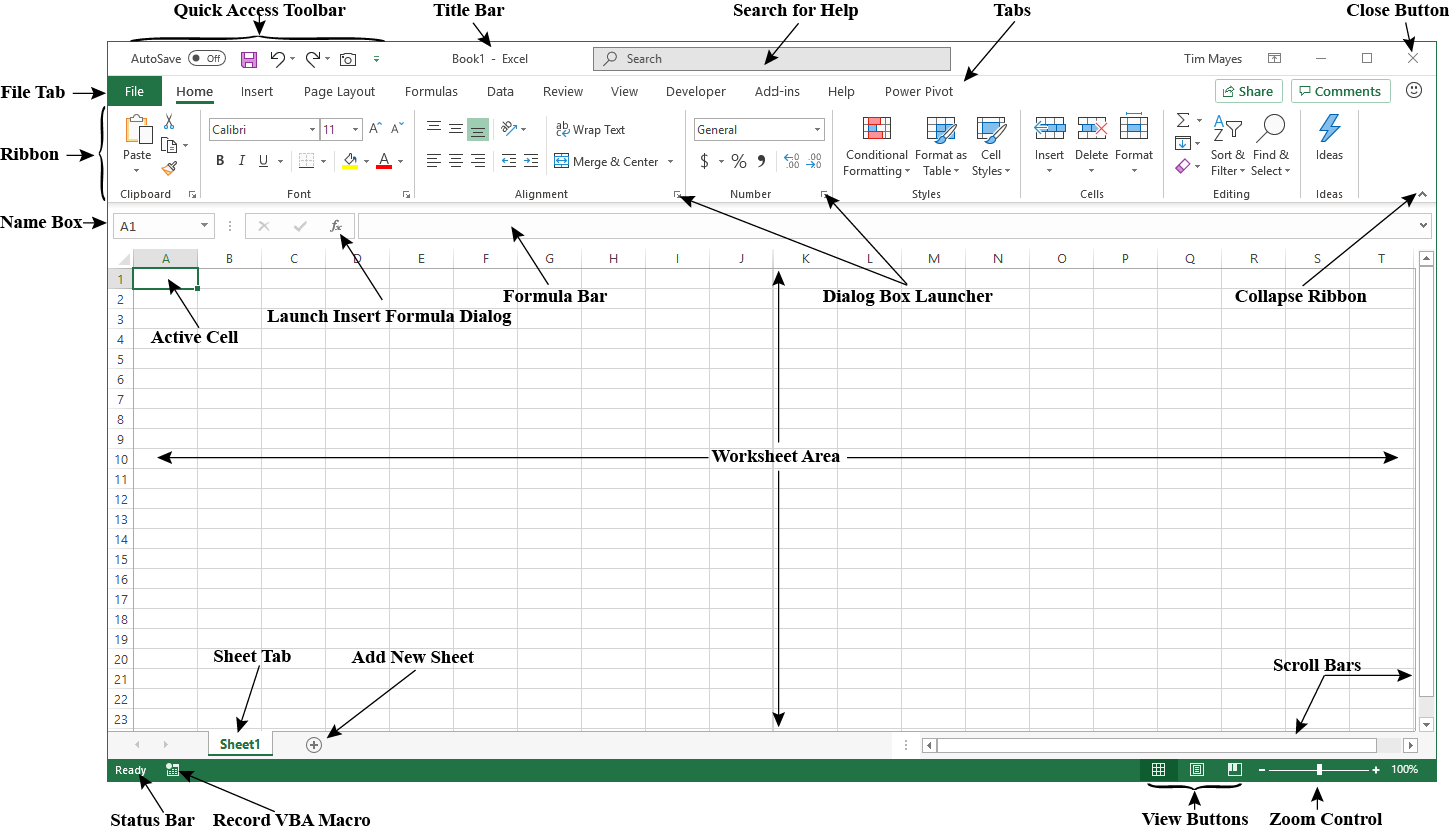 Quick Access Toolbar Title Bar Search for Help Tabs Close Button
AutoSave Off Book1 - Excel Search Tim Mayes
File Tab File Home Insert Page Layout Formulas Data Review View Developer Add-ins Help Power Pivot Share Comments
Calibri 11 A A ab Wrap Text General
Ribbon Paste B I U A Merge & Center $ % 9 Conditional Formatting Format as Table Cell Styles Insert Delete Format Sort & Filter Find & Select Ideas
Clipboard Font Alignment Number Styles Cells Editing Ideas
Name Box A1 fx
A B C D E F G H I J K L M N O P Q R S T
1
2 Formula Bar Dialog Box Launcher Collapse Ribbon
3 Launch Insert Formula Dialog
4 Active Cell
5
6
7
8
9
10 Worksheet Area
11
12
13
14
15
16
17
18
19
20 Sheet Tab Add New Sheet
21 Scroll Bars
22
23
Sheet1
Ready 100%
Status Bar Record VBA Macro View Buttons Zoom Control